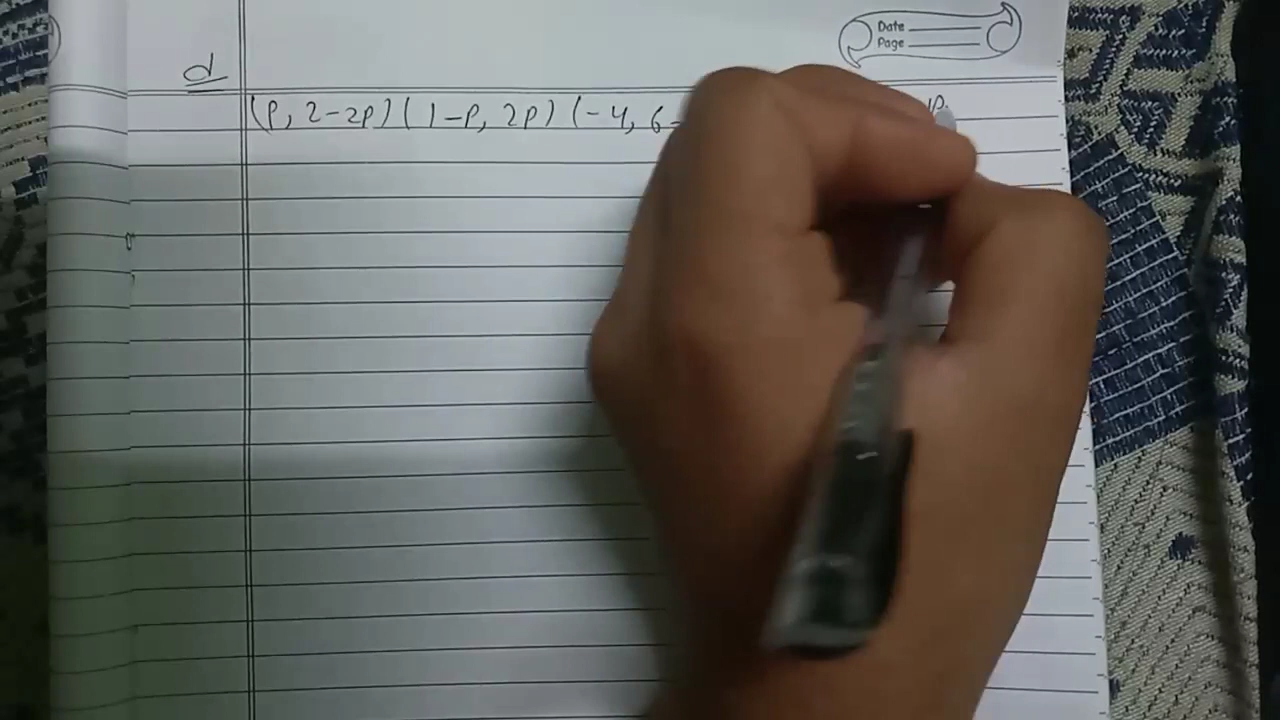 Date
Page
d
(p, 2-2p) (1-p, 2p) (-4, 6-